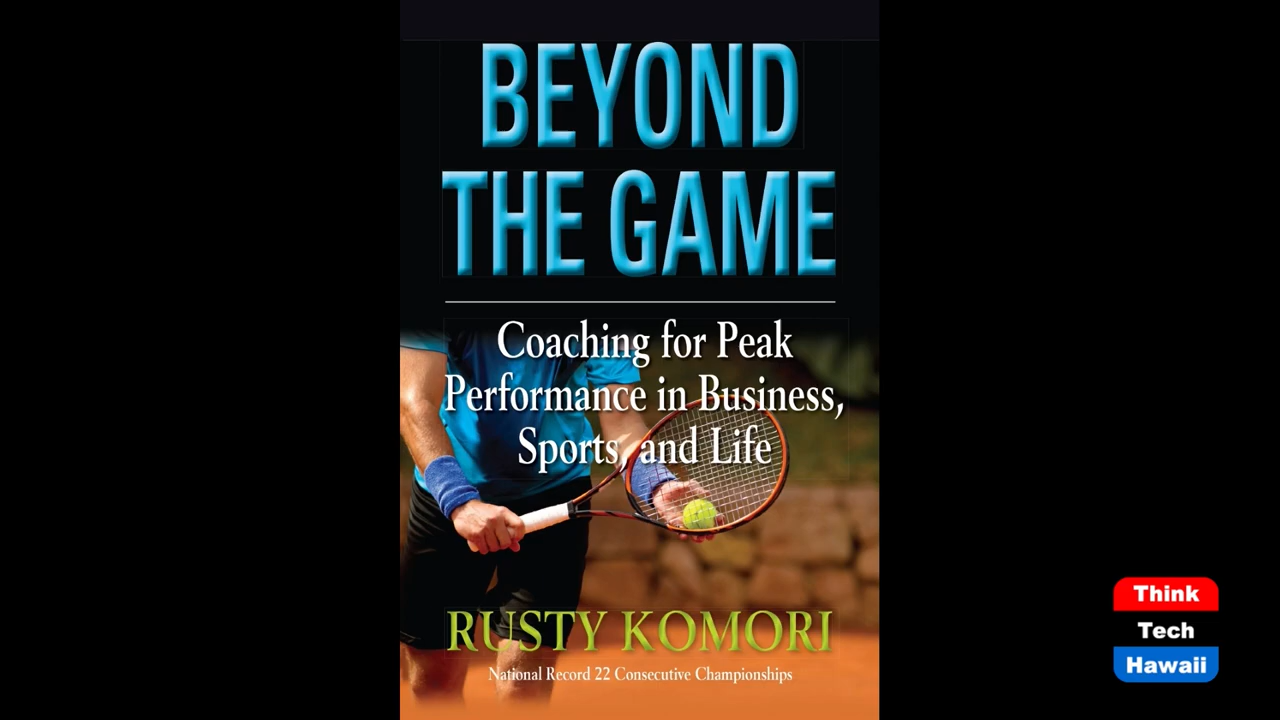 BEYOND
THE GAME
Coaching for Peak
Performance in Business,
Sports, and Life
RUSTY KOMORI
National Record 22 Consecutive Championships
Think
Tech
Hawaii